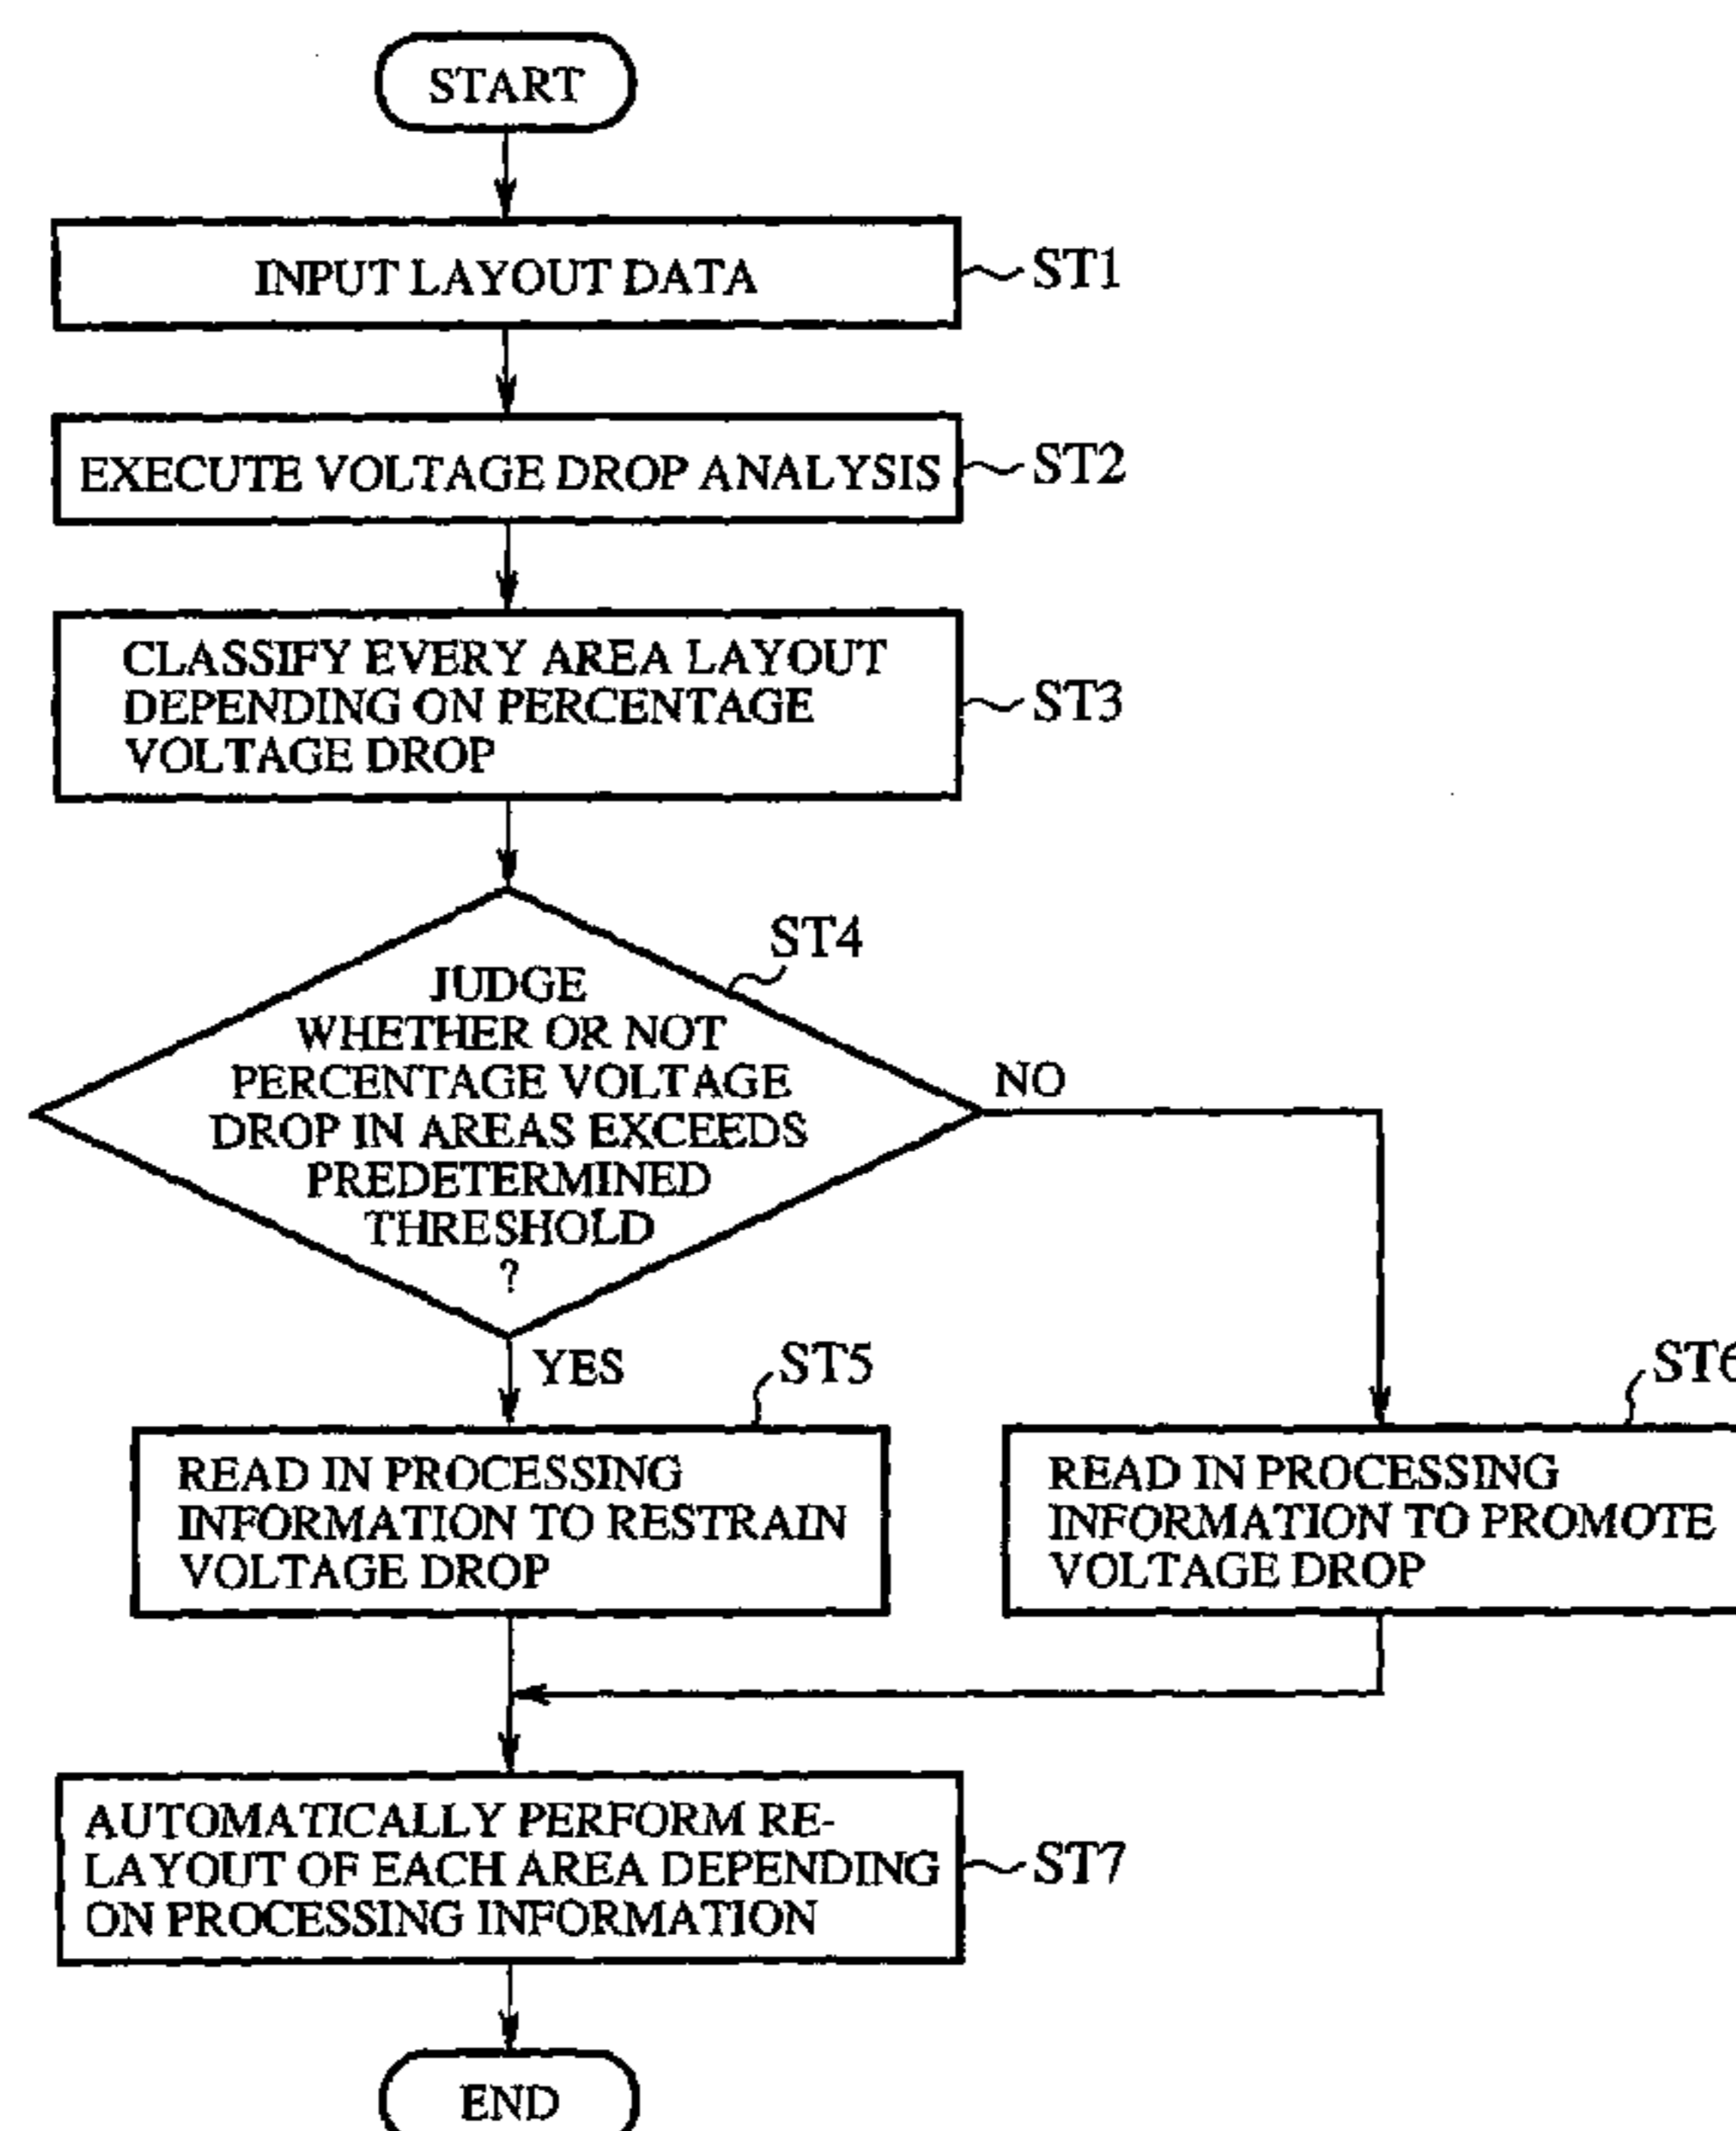 START
INPUT LAYOUT DATA
ST1
EXECUTE VOLTAGE DROP ANALYSIS
ST2
CLASSIFY EVERY AREA LAYOUT
DEPENDING ON PERCENTAGE
VOLTAGE DROP
ST3
ST4
JUDGE
WHETHER OR NOT
PERCENTAGE VOLTAGE
DROP IN AREAS EXCEEDS
PREDETERMINED
THRESHOLD
?
NO
YES
ST5
READ IN PROCESSING
INFORMATION TO RESTRAIN
VOLTAGE DROP
ST6
READ IN PROCESSING
INFORMATION TO PROMOTE
VOLTAGE DROP
AUTOMATICALLY PERFORM RE-
LAYOUT OF EACH AREA DEPENDING
ON PROCESSING INFORMATION
ST7
END